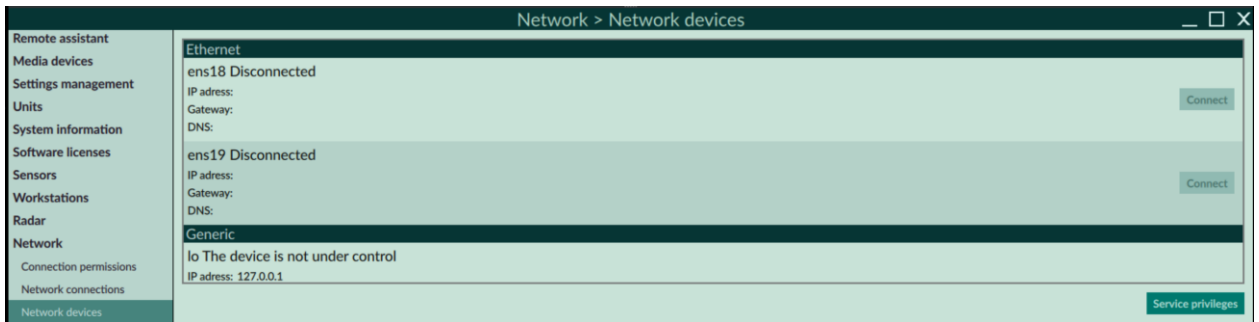 Network > Network devices
Remote assistant
Media devices
Settings management
Units
System information
Software licenses
Sensors
Workstations
Radar
Network
Connection permissions
Network connections
Network devices
Ethernet
ens18 Disconnected
IP adress:
Gateway:
DNS:
Connect
ens19 Disconnected
IP adress:
Gateway:
DNS:
Connect
Generic
lo The device is not under control
IP adress: 127.0.0.1
Service privileges